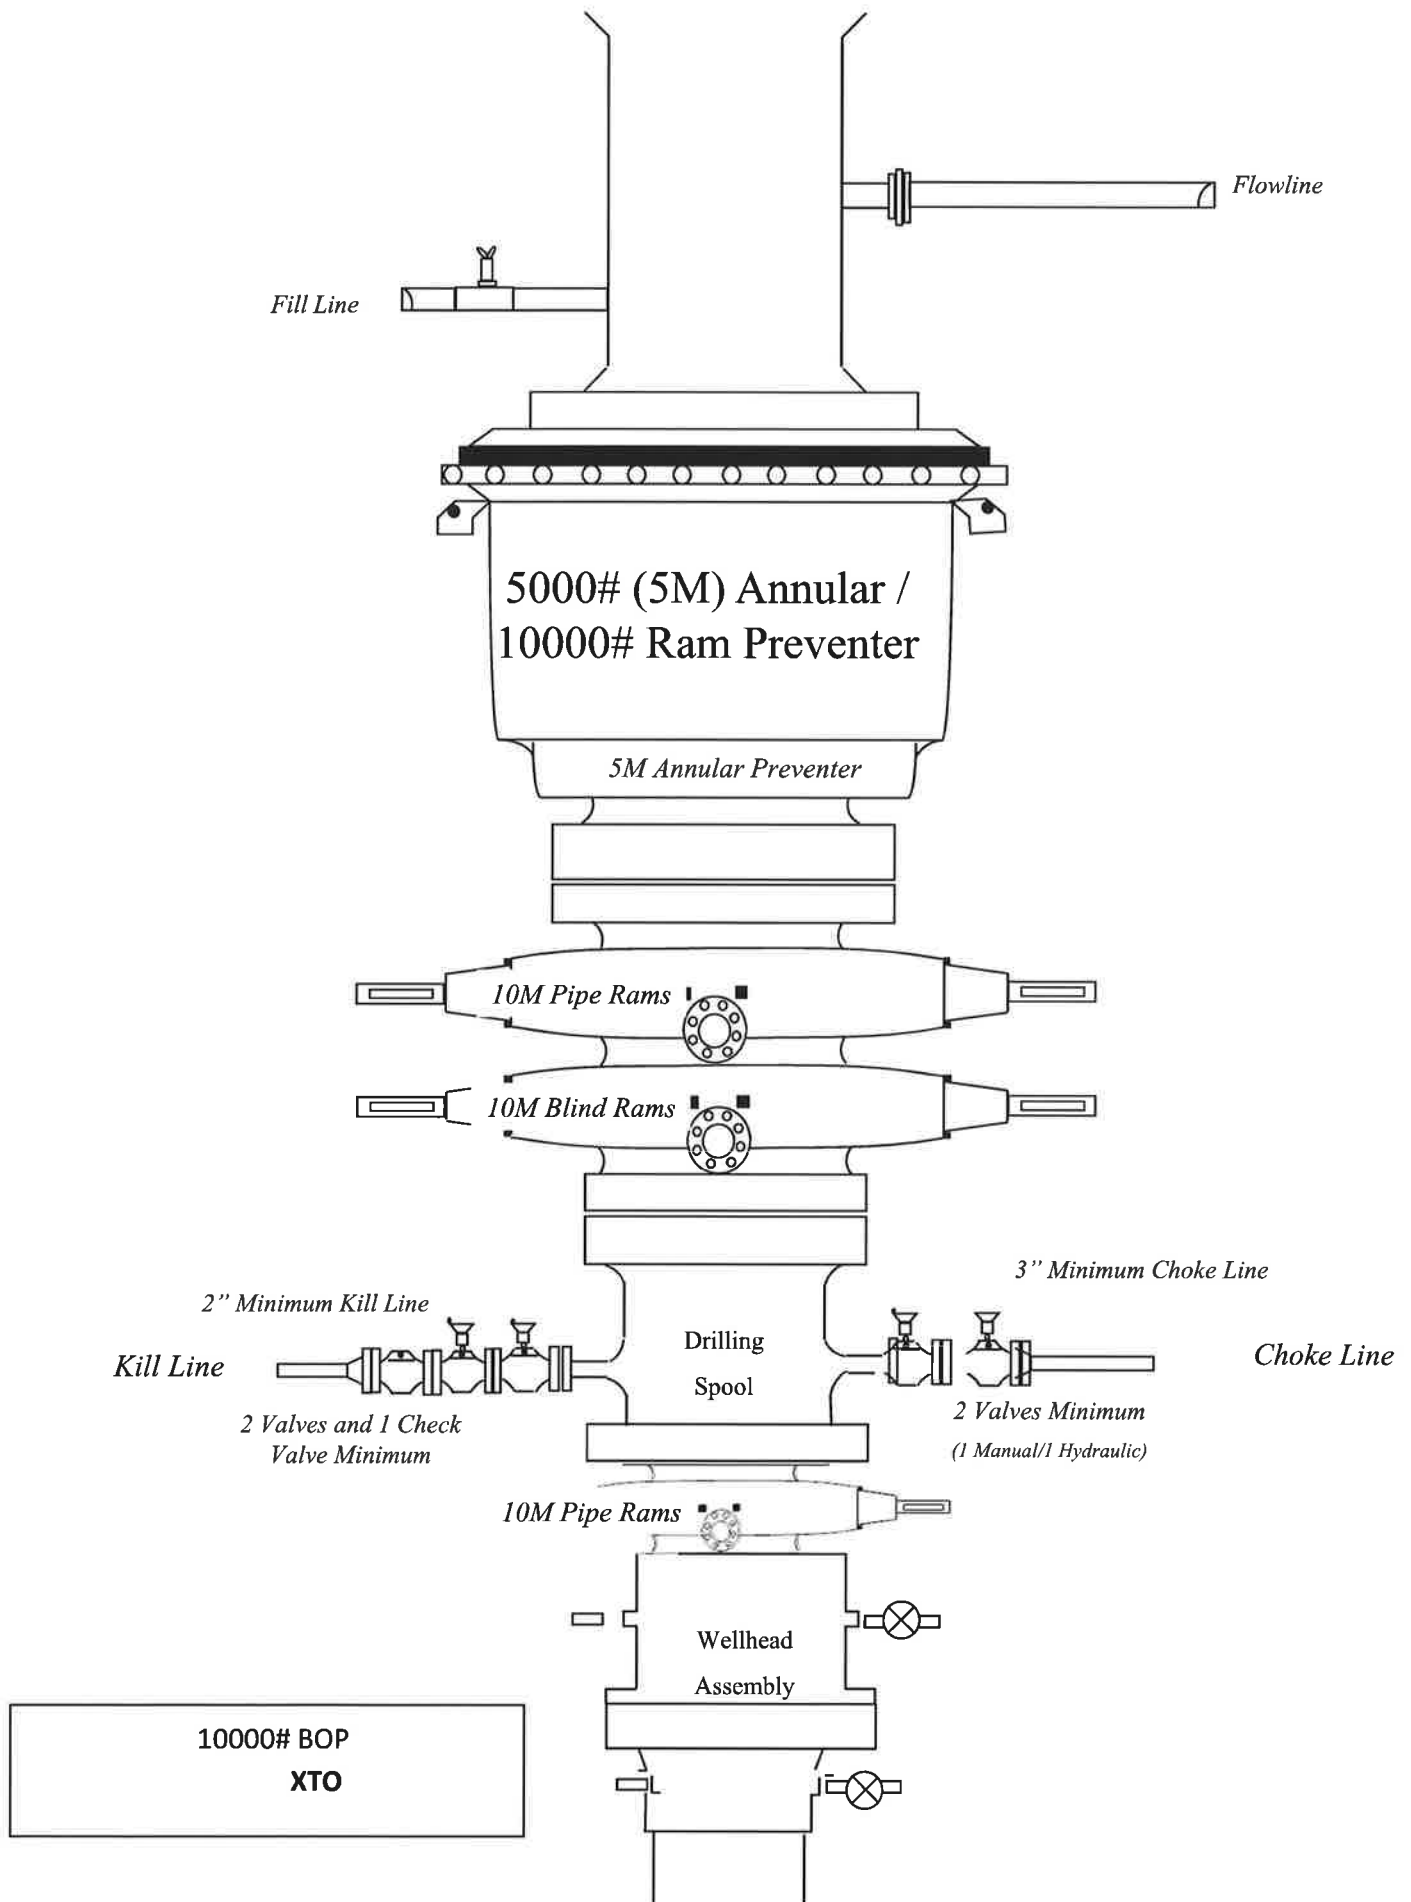 Flowline
Fill Line
5000# (5M) Annular /
10000# Ram Preventer
5M Annular Preventer
10M Pipe Rams
10M Blind Rams
3” Minimum Choke Line
2” Minimum Kill Line
Drilling
Spool
Kill Line
Choke Line
2 Valves and 1 Check
Valve Minimum
2 Valves Minimum
(1 Manual/1 Hydraulic)
10M Pipe Rams
Wellhead
Assembly
10000# BOP
XTO